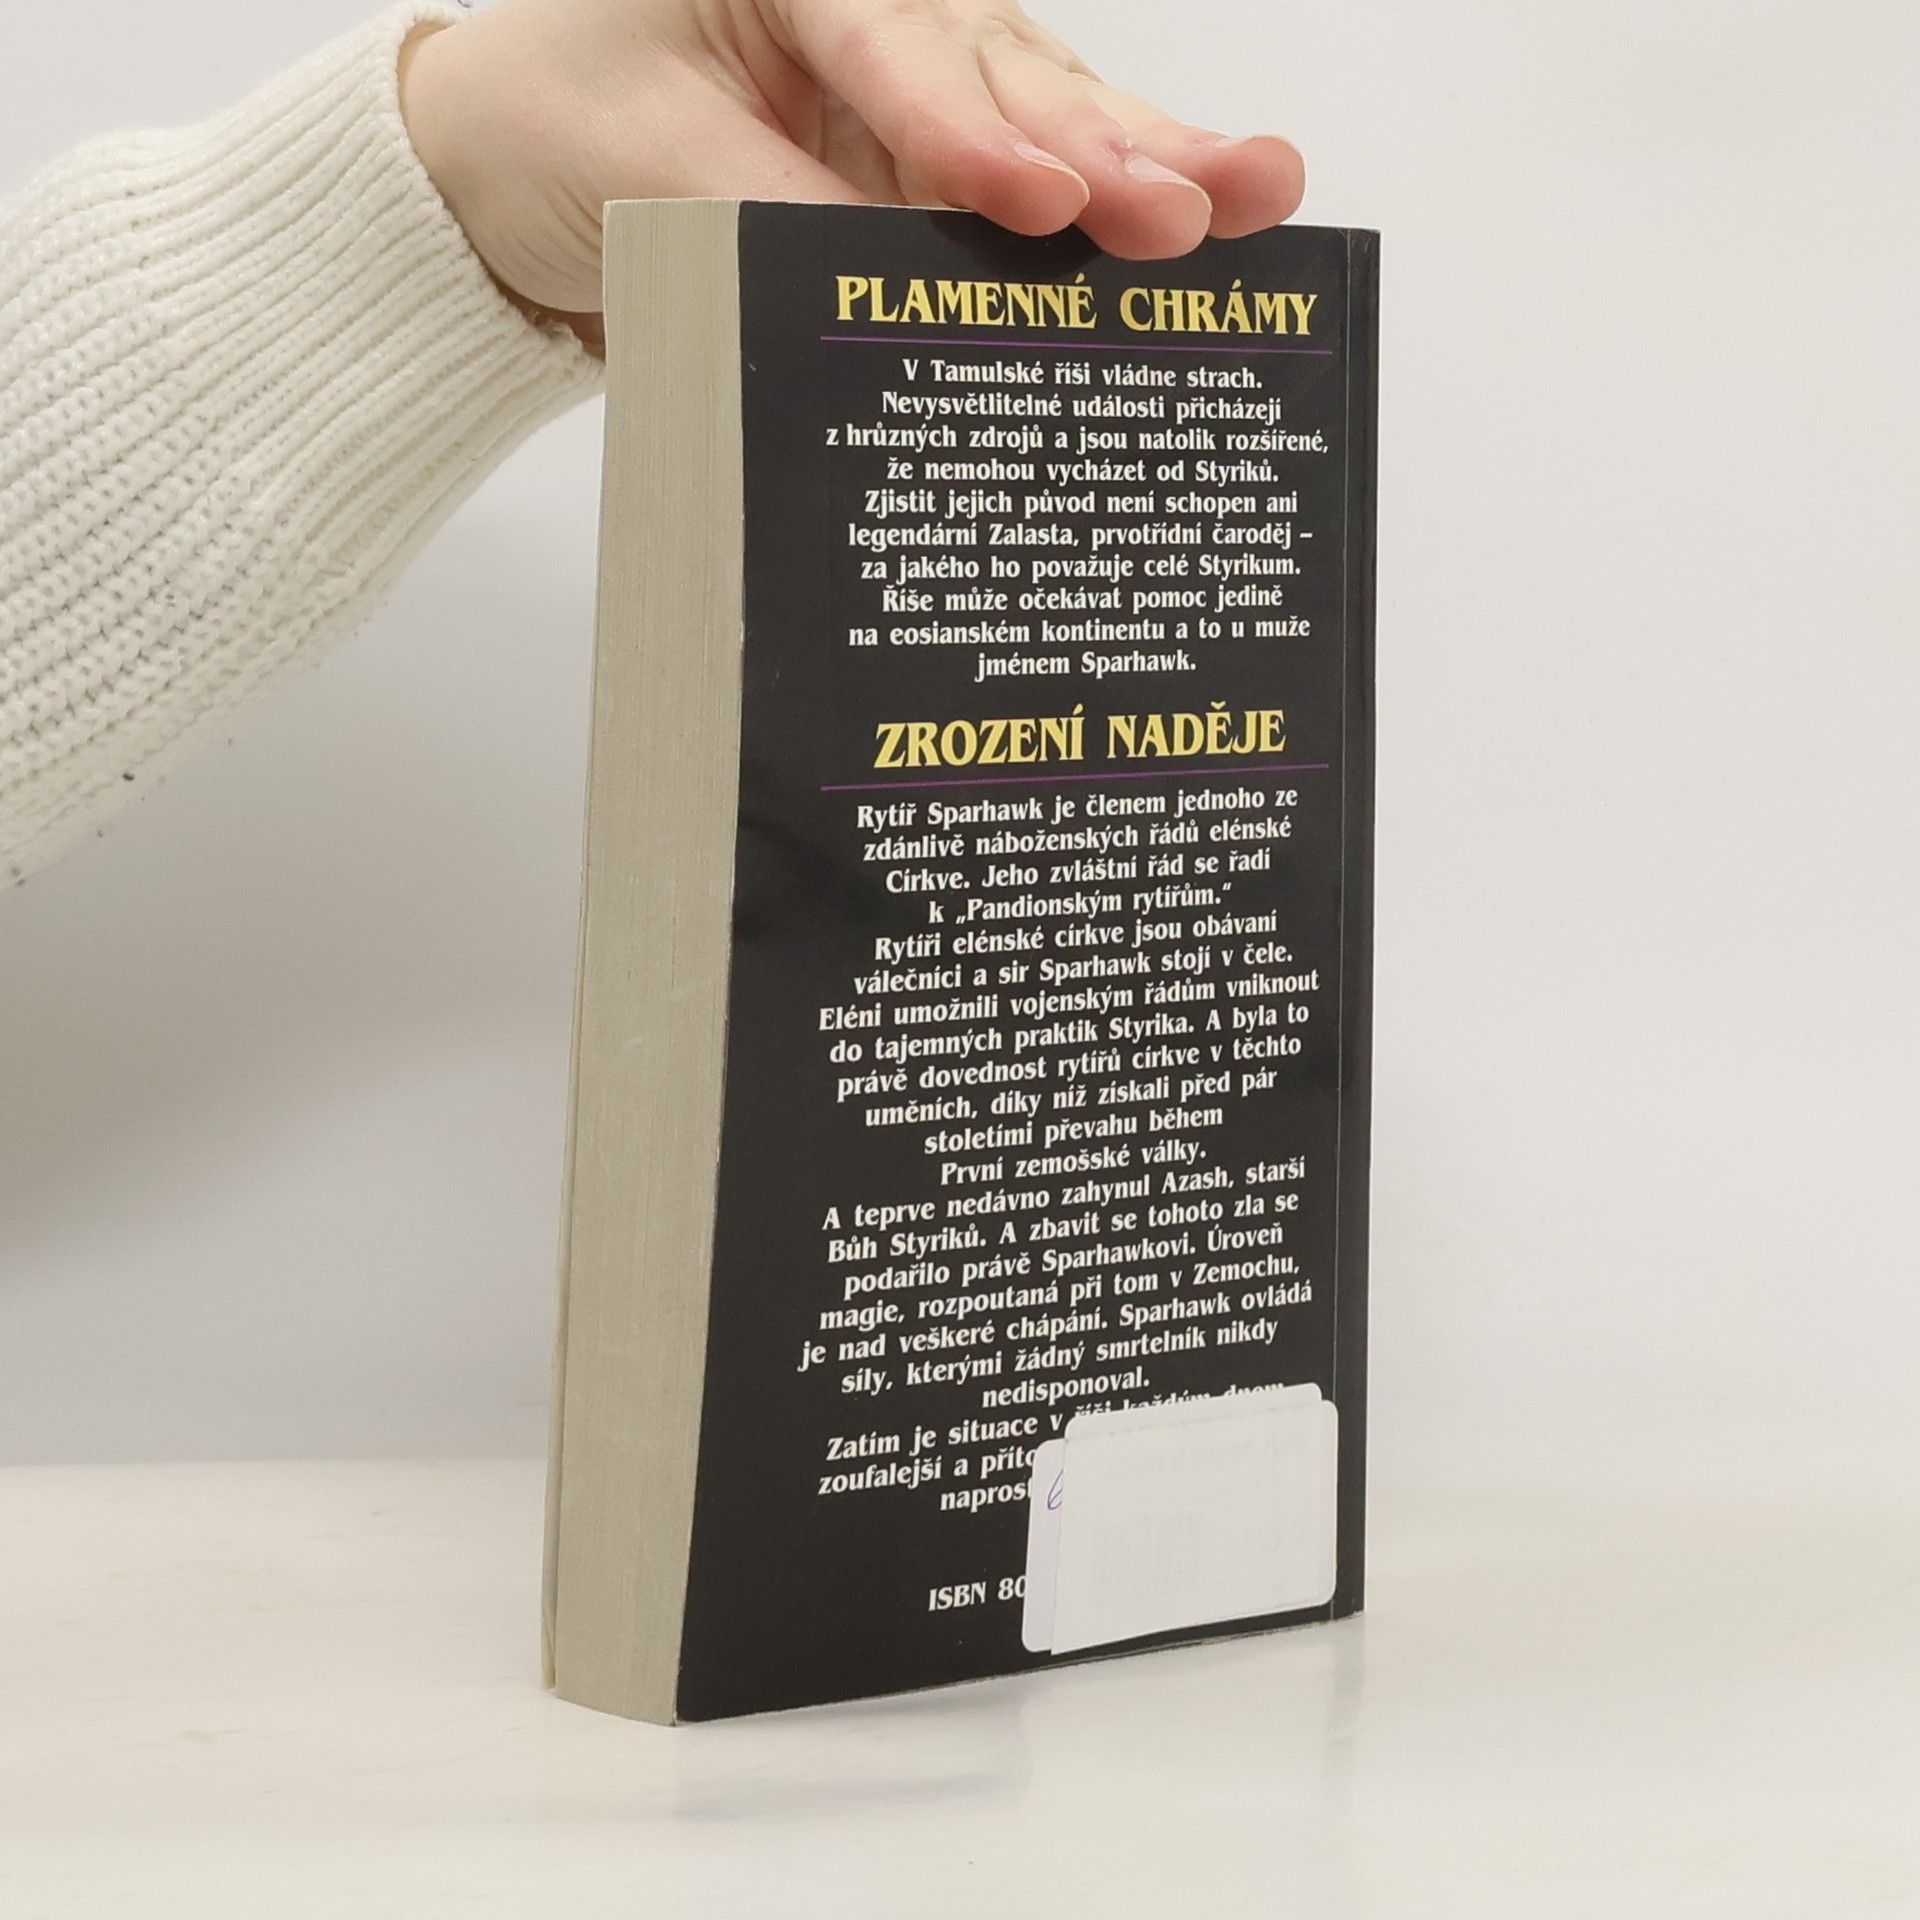 PLAMENNÉ CHRÁMY
V Tamulské říši vládne strach.
Nevysvětlitelné události přicházejí
z hrůzných zdrojů a jsou natolik rozšířené,
že nemohou vycházet od Styriků.
Zjistit jejich původ není schopen ani
legendární Zalasta, prvotřídní čaroděj –
za jakého ho považuje celé Styrikum.
Říše může očekávat pomoc jedině
na eosianském kontinentu a to u muže
jménem Sparhawk.
ZROZENÍ NADĚJE
Rytíř Sparhawk je členem jednoho ze
zdánlivě náboženských řádů elénské
Církve. Jeho zvláštní řád se řadí
k „Pandionským rytířům.“
Rytíři elénské církve jsou obávaní
válečníci a sir Sparhawk stojí v čele.
Eléni umožnili vojenským řádům vniknout
do tajemných praktik Styrika. A byla to
právě dovednost rytířů církve v těchto
uměních, díky níž získali před pár
stoletími převahu během
První zemošské války.
A teprve nedávno zahynul Azash, starší
Bůh Styriků. A zbavit se tohoto zla se
podařilo právě Sparhawkovi. Úroveň
magie, rozpoutaná při tom v Zemochu,
je nad veškeré chápání. Sparhawk ovládá
síly, kterými žádný smrtelník nikdy
nedisponoval.
Zatím je situace v říši každým dnem
zoufalejší a
ISBN 80